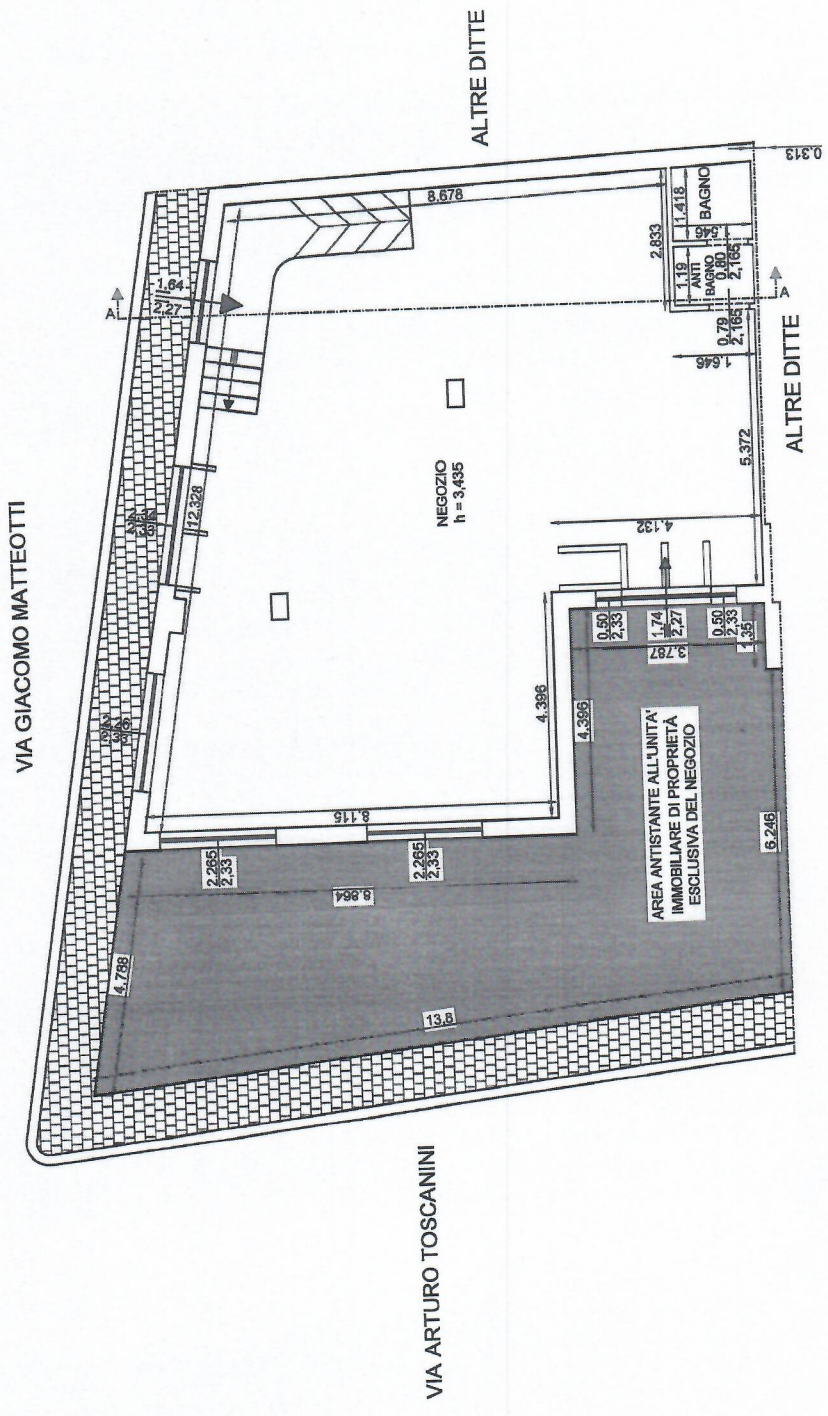 VIA GIACOMO MATTEOTTI
ALTRE DITTE
A
1,64
2,27
12.328
8.678
NEGOZIO
h = 3,435
2.833
1.418
BAGNO
1.19
ANTI
BAGNO
0.80
2,165
0.79
2,165
A
0.313
1.646
5.372
ALTRE DITTE
4.132
8.115
4.396
4.396
0.50
2,33
1.74
2,27
0.50
2,33
3.787
1,35
2.265
2,33
2.265
2,33
8.864
4.788
13,8
6.246
AREA ANTISTANTE ALL'UNITA'
IMMOBILIARE DI PROPRIETÀ
ESCLUSIVA DEL NEGOZIO
VIA ARTURO TOSCANINI